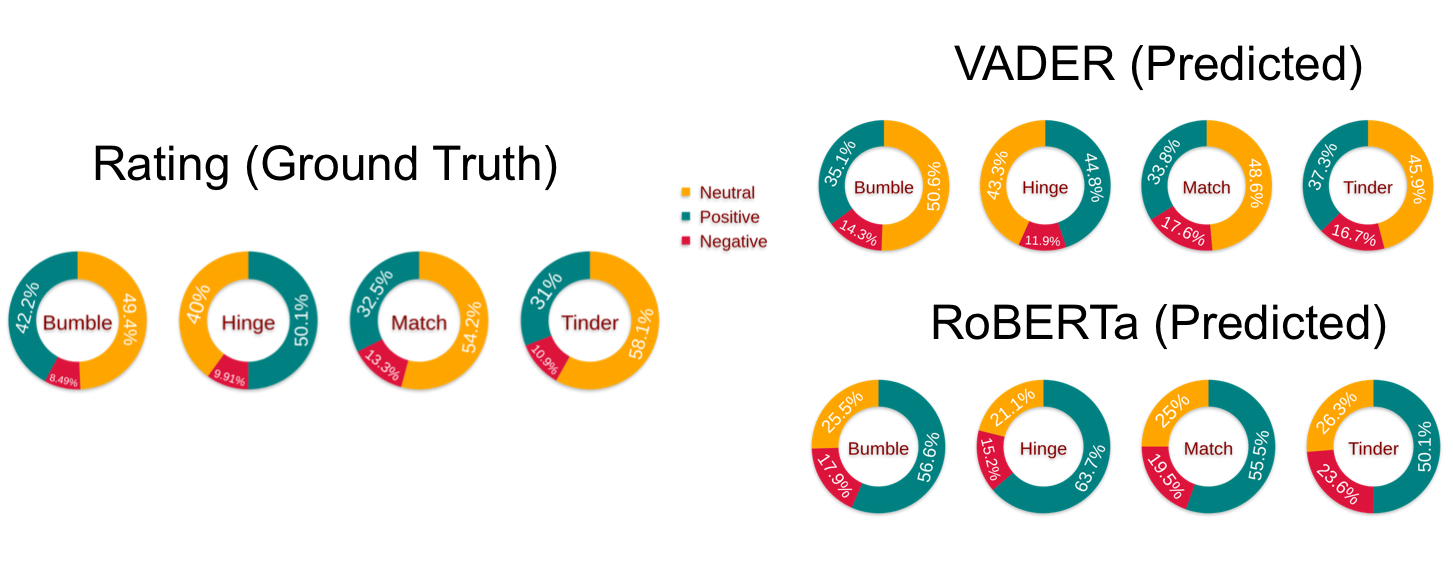 Rating (Ground Truth)
42.2%
49.4%
8.49%
Bumble
40%
50.1%
9.91%
Hinge
32.5%
54.2%
13.3%
Match
31%
58.1%
10.9%
Tinder
Neutral
Positive
Negative
VADER (Predicted)
35.1%
50.6%
14.3%
Bumble
43.3%
44.8%
11.9%
Hinge
33.8%
48.6%
17.6%
Match
37.3%
45.9%
16.7%
Tinder
RoBERTa (Predicted)
25.5%
56.6%
17.9%
Bumble
21.1%
63.7%
15.2%
Hinge
25%
55.5%
19.5%
Match
26.3%
50.1%
23.6%
Tinder